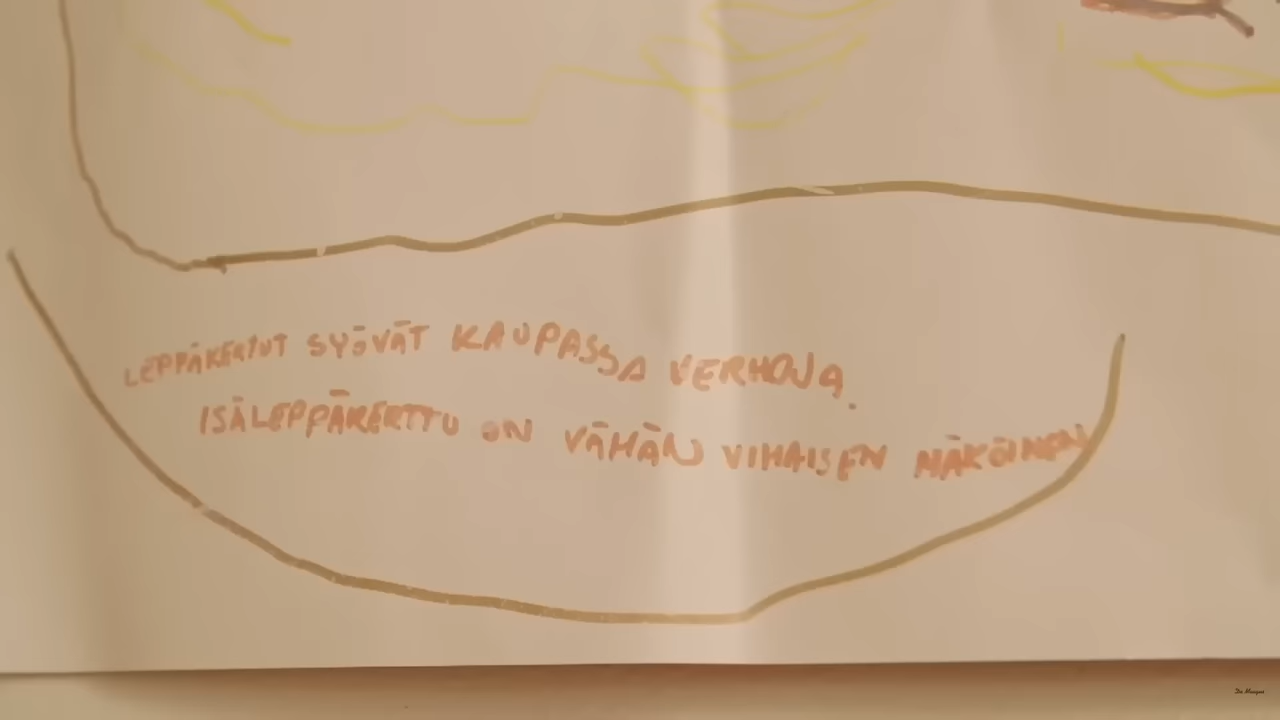 LEPPÄKERTUT SYÖVÄT KAUPASSA VERHOJA.
ISÄLEPPÄKERTTU ON VÄHÄN VIHAISEN NÄKÖINEN